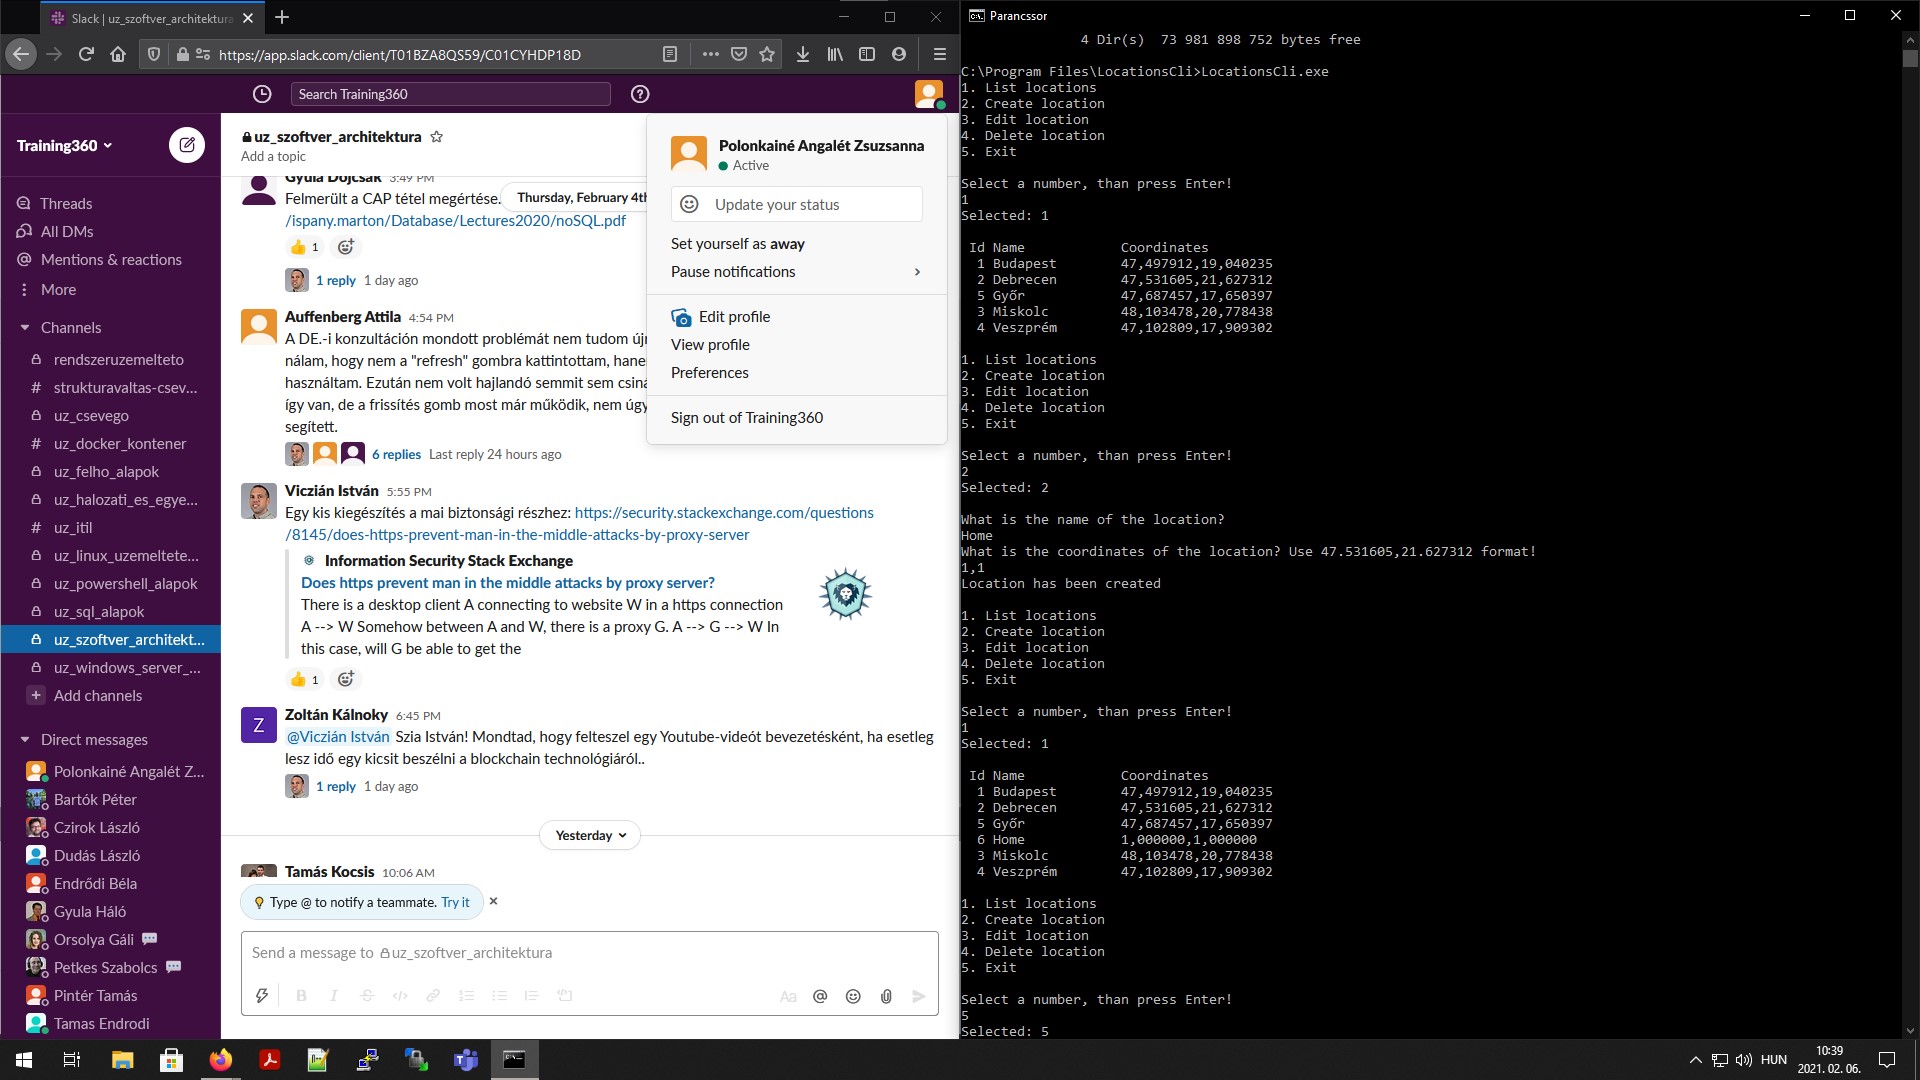 Slack | uz_szoftver_architektura
https://app.slack.com/client/T01BZA8QS59/C01CYHDP18D
Search Training360
Training360
Threads
All DMs
Mentions & reactions
More
Channels
rendszeruzemelteto
strukturavaltas-csev...
uz_csevego
uz_docker_kontener
uz_felho_alapok
uz_halozati_es_egye...
uz_itil
uz_linux_uzemeltete...
uz_powershell_alapok
uz_sql_alapok
uz_szoftver_architekt...
uz_windows_server_...
Add channels
Direct messages
Polonkainé Angalét Z...
Bartók Péter
Czirok László
Dudás László
Endrődi Béla
Gyula Háló
Orsolya Gáli
Petkes Szabolcs
Pintér Tamás
Tamas Endrodi
uz_szoftver_architektura
Add a topic
Gyula Dojcsák 3:49 PM
Thursday, February 4th
Felmerült a CAP tétel megértése.
/ispany.marton/Database/Lectures2020/noSQL.pdf
1
1 reply 1 day ago
Auffenberg Attila 4:54 PM
A DE.-i konzultáción mondott problémát nem tudom újr
nálam, hogy nem a "refresh" gombra kattintottam, hane
használtam. Ezután nem volt hajlandó semmit sem csiná
így van, de a frissítés gomb most már működik, nem úgy
segített.
6 replies Last reply 24 hours ago
Viczián István 5:55 PM
Egy kis kiegészítés a mai biztonsági részhez: https://security.stackexchange.com/questions
/8145/does-https-prevent-man-in-the-middle-attacks-by-proxy-server
Information Security Stack Exchange
Does https prevent man in the middle attacks by proxy server?
There is a desktop client A connecting to website W in a https connection
A --> W Somehow between A and W, there is a proxy G. A --> G --> W In
this case, will G be able to get the
1
Z
Zoltán Kálnoky 6:45 PM
@Viczián István Szia István! Mondtad, hogy felteszel egy Youtube-videót bevezetésként, ha esetleg
lesz idő egy kicsit beszélni a blockchain technológiáról..
1 reply 1 day ago
Yesterday
Tamás Kocsis 10:06 AM
Type @ to notify a teammate. Try it
Send a message to uz_szoftver_architektura
Polonkainé Angalét Zsuzsanna
Active
Update your status
Set yourself as away
Pause notifications
Edit profile
View profile
Preferences
Sign out of Training360
Parancssor
4 Dir(s)  73 981 898 752 bytes free
C:\Program Files\LocationsCli>LocationsCli.exe
1. List locations
2. Create location
3. Edit location
4. Delete location
5. Exit
Select a number, than press Enter!
1
Selected: 1
Id Name Coordinates
1 Budapest 47,497912,19,040235
2 Debrecen 47,531605,21,627312
5 Győr 47,687457,17,650397
3 Miskolc 48,103478,20,778438
4 Veszprém 47,102809,17,909302
1. List locations
2. Create location
3. Edit location
4. Delete location
5. Exit
Select a number, than press Enter!
2
Selected: 2
What is the name of the location?
Home
What is the coordinates of the location? Use 47.531605,21.627312 format!
1,1
Location has been created
1. List locations
2. Create location
3. Edit location
4. Delete location
5. Exit
Select a number, than press Enter!
1
Selected: 1
Id Name Coordinates
1 Budapest 47,497912,19,040235
2 Debrecen 47,531605,21,627312
5 Győr 47,687457,17,650397
6 Home 1,000000,1,000000
3 Miskolc 48,103478,20,778438
4 Veszprém 47,102809,17,909302
1. List locations
2. Create location
3. Edit location
4. Delete location
5. Exit
Select a number, than press Enter!
5
Selected: 5
HUN
10:39
2021. 02. 06.